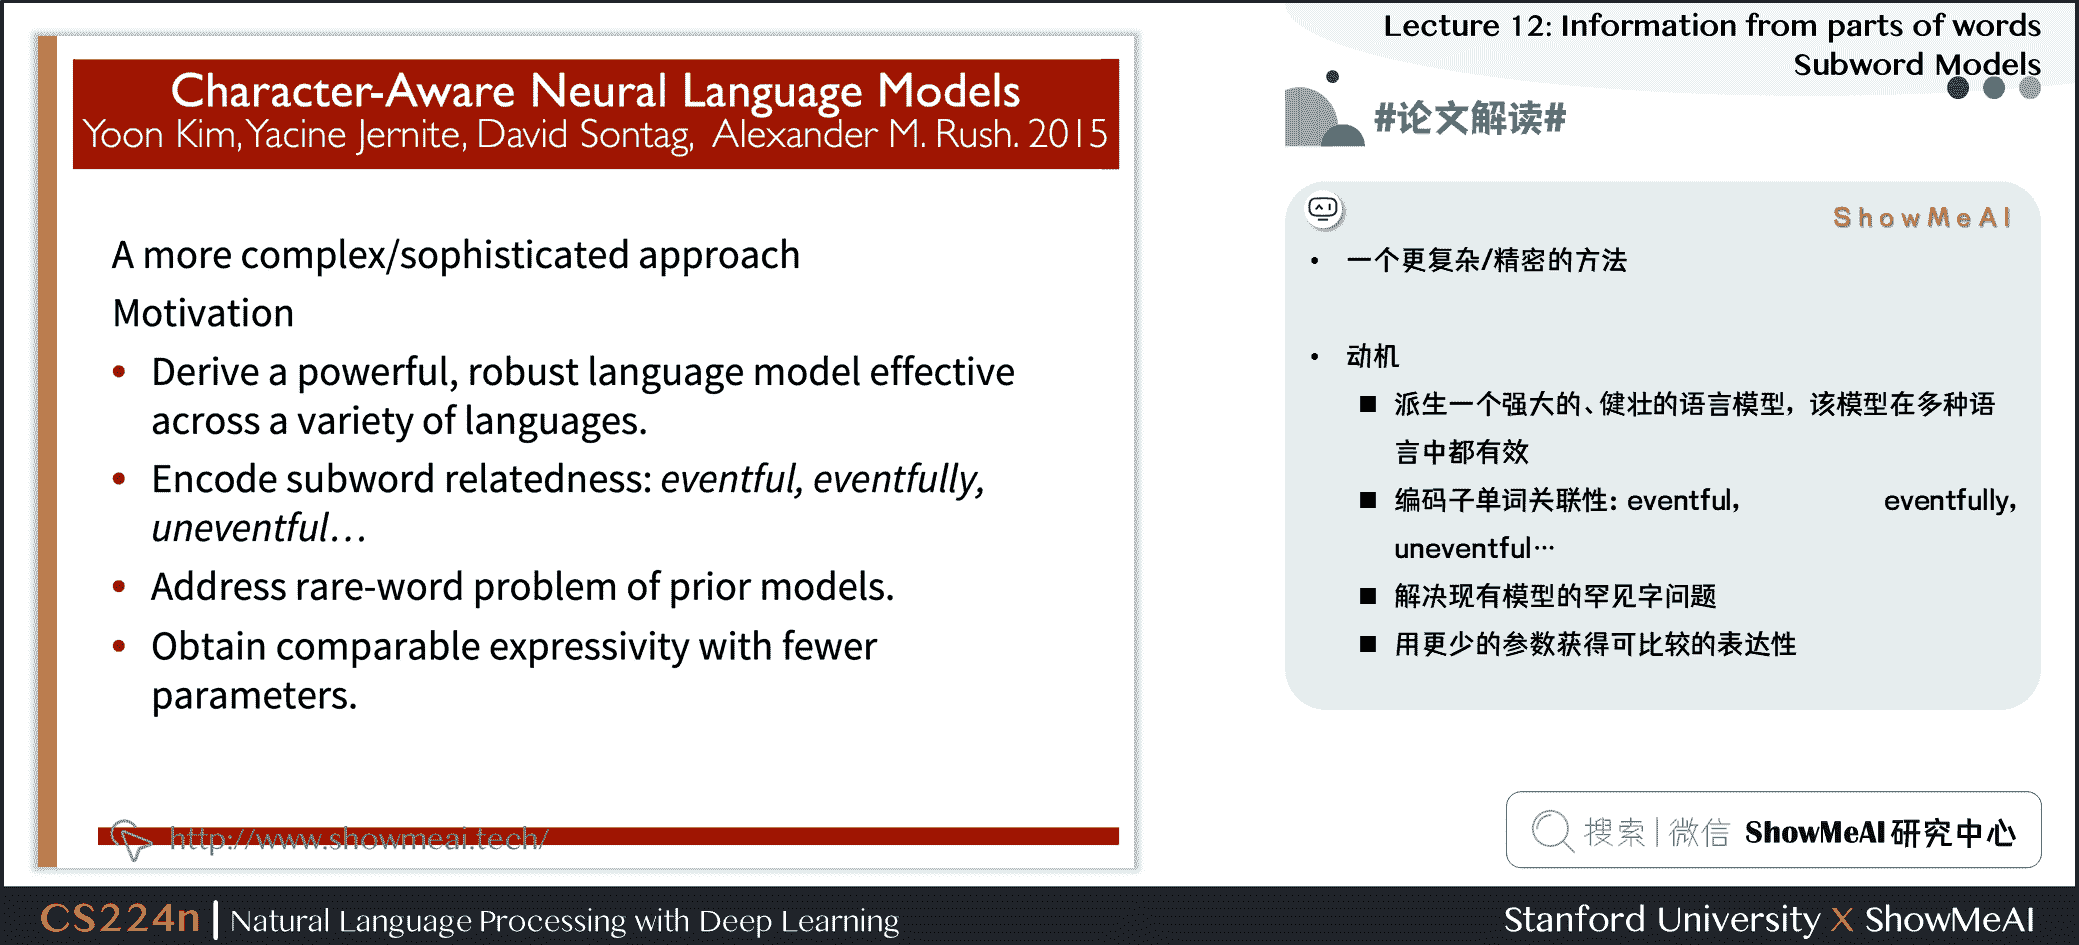 Lecture 12: Information from parts of words
Subword Models
Character-Aware Neural Language Models
Yoon Kim, Yacine Jernite, David Sontag, Alexander M. Rush. 2015
A more complex/sophisticated approach
Motivation
• Derive a powerful, robust language model effective
across a variety of languages.
• Encode subword relatedness: eventful, eventfully,
uneventful…
• Address rare-word problem of prior models.
• Obtain comparable expressivity with fewer
parameters.
http://www.showmeai.tech/
#论文解读#
ShowMeAI
• 一个更复杂/精密的方法
• 动机
■ 派生一个强大的、健壮的语言模型，该模型在多种语
言中都有效
■ 编码子单词关联性：eventful， eventfully，
uneventful…
■ 解决现有模型的罕见字问题
■ 用更少的参数获得可比较的表达性
搜索|微信 ShowMeAI研究中心
CS224n | Natural Language Processing with Deep Learning
Stanford University X ShowMeAI